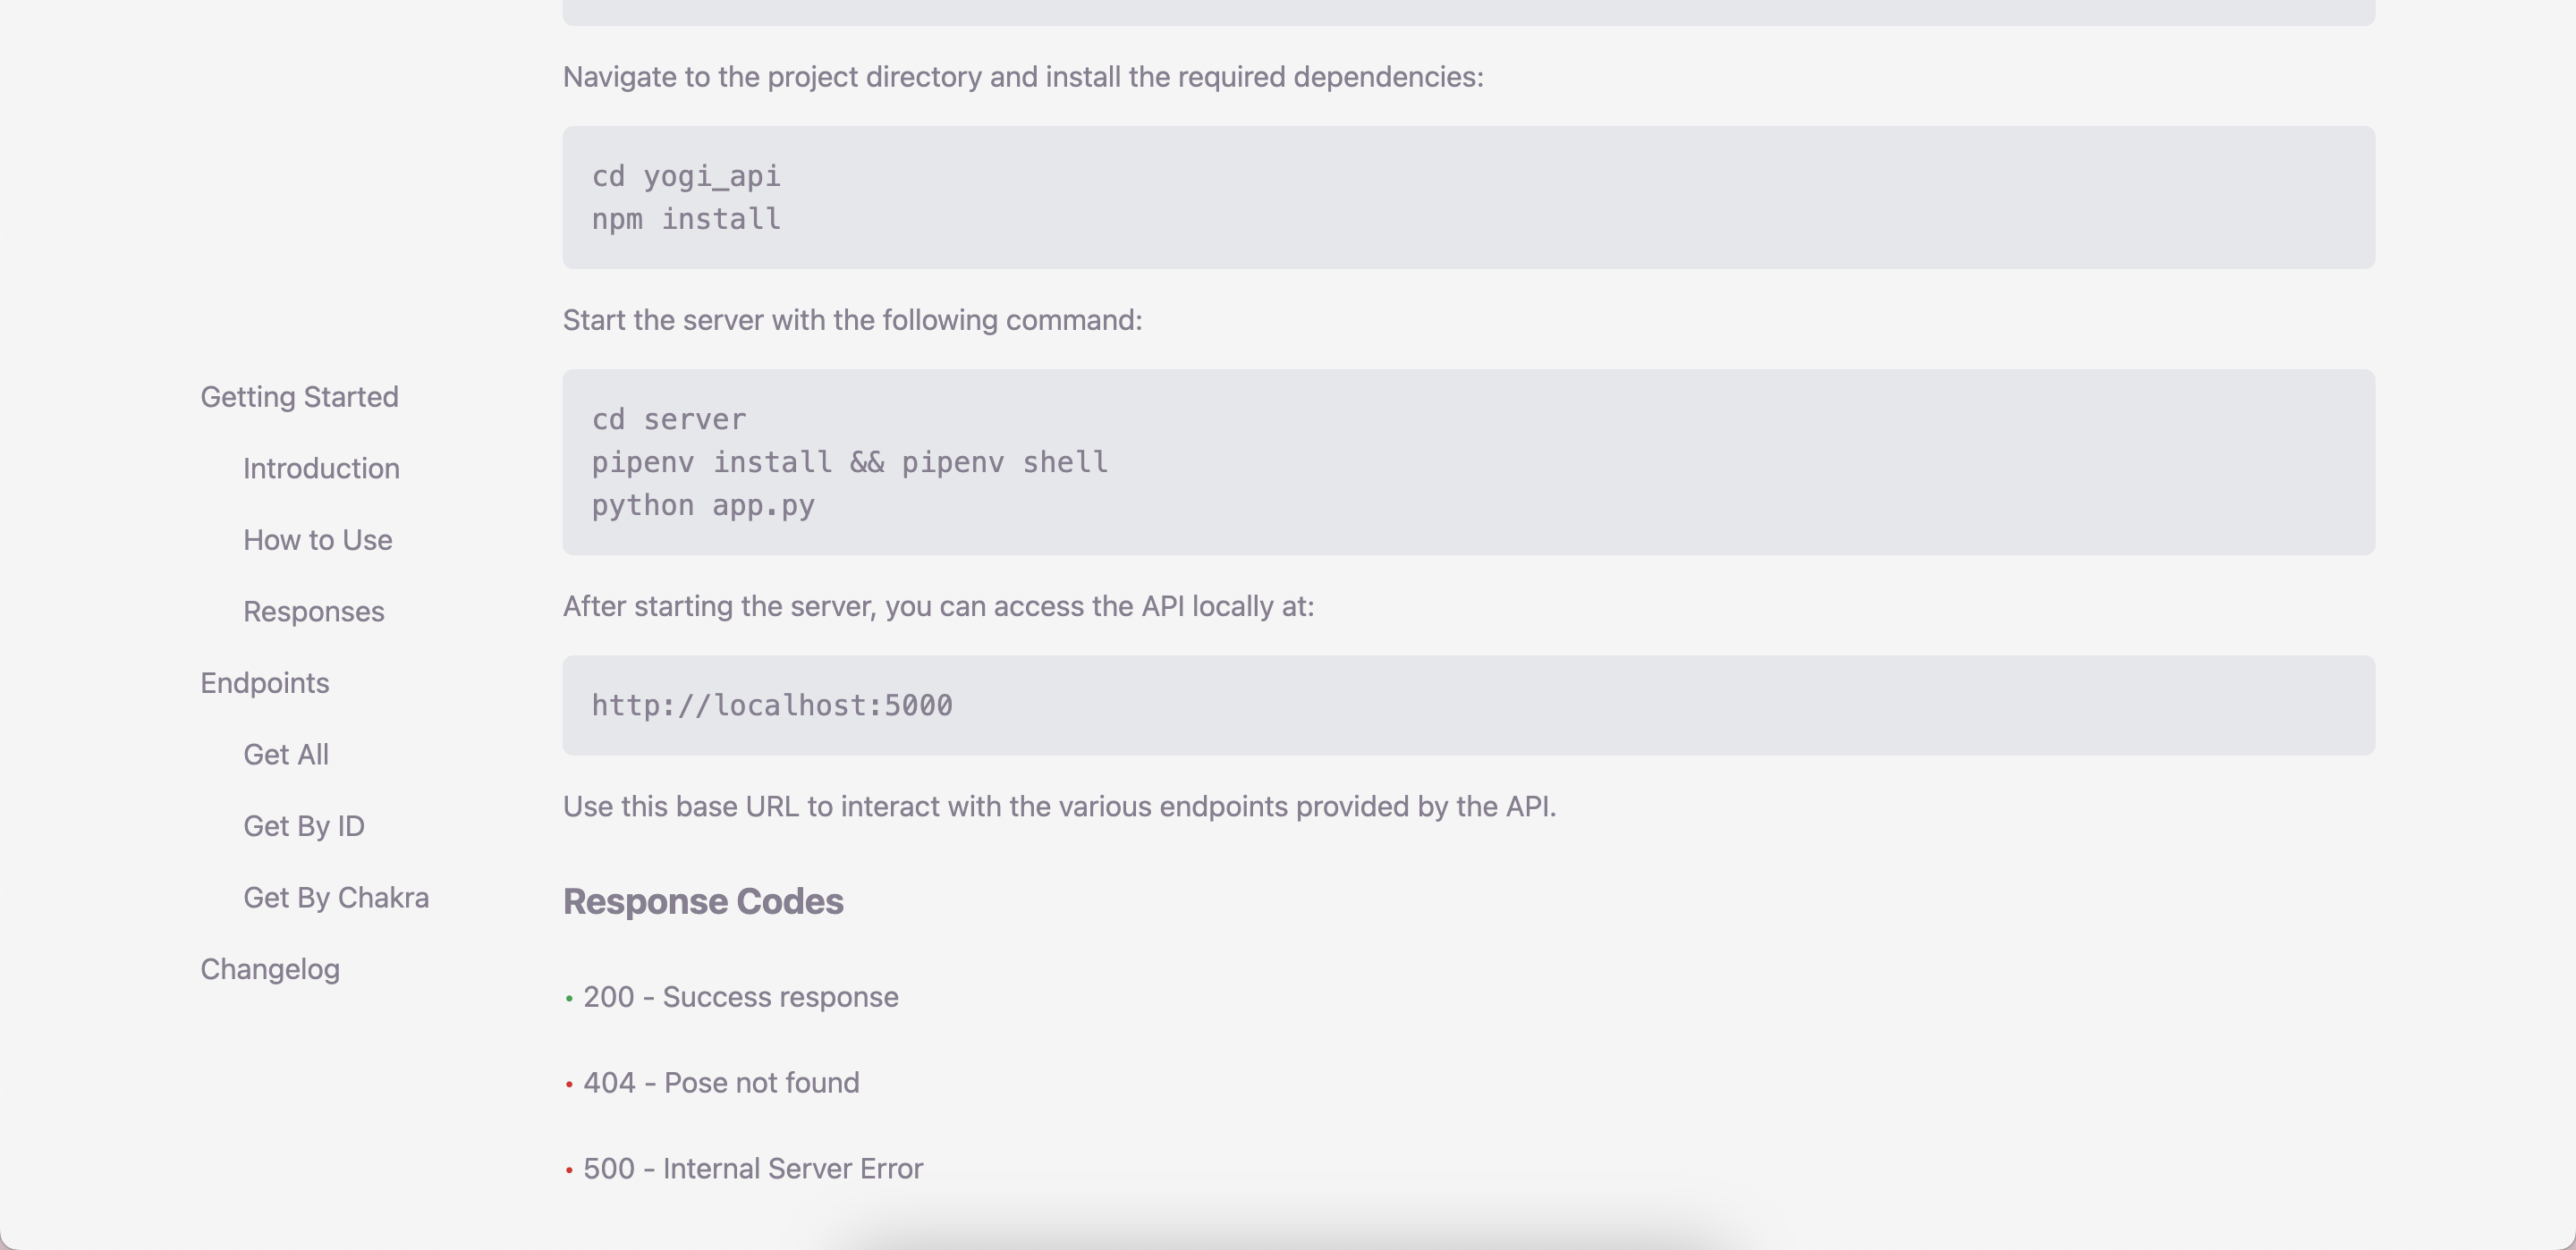 Getting Started
Introduction
How to Use
Responses
Endpoints
Get All
Get By ID
Get By Chakra
Changelog
Navigate to the project directory and install the required dependencies:
cd yogi_api
npm install
Start the server with the following command:
cd server
pipenv install && pipenv shell
python app.py
After starting the server, you can access the API locally at:
http://localhost:5000
Use this base URL to interact with the various endpoints provided by the API.
Response Codes
• 200 - Success response
• 404 - Pose not found
• 500 - Internal Server Error